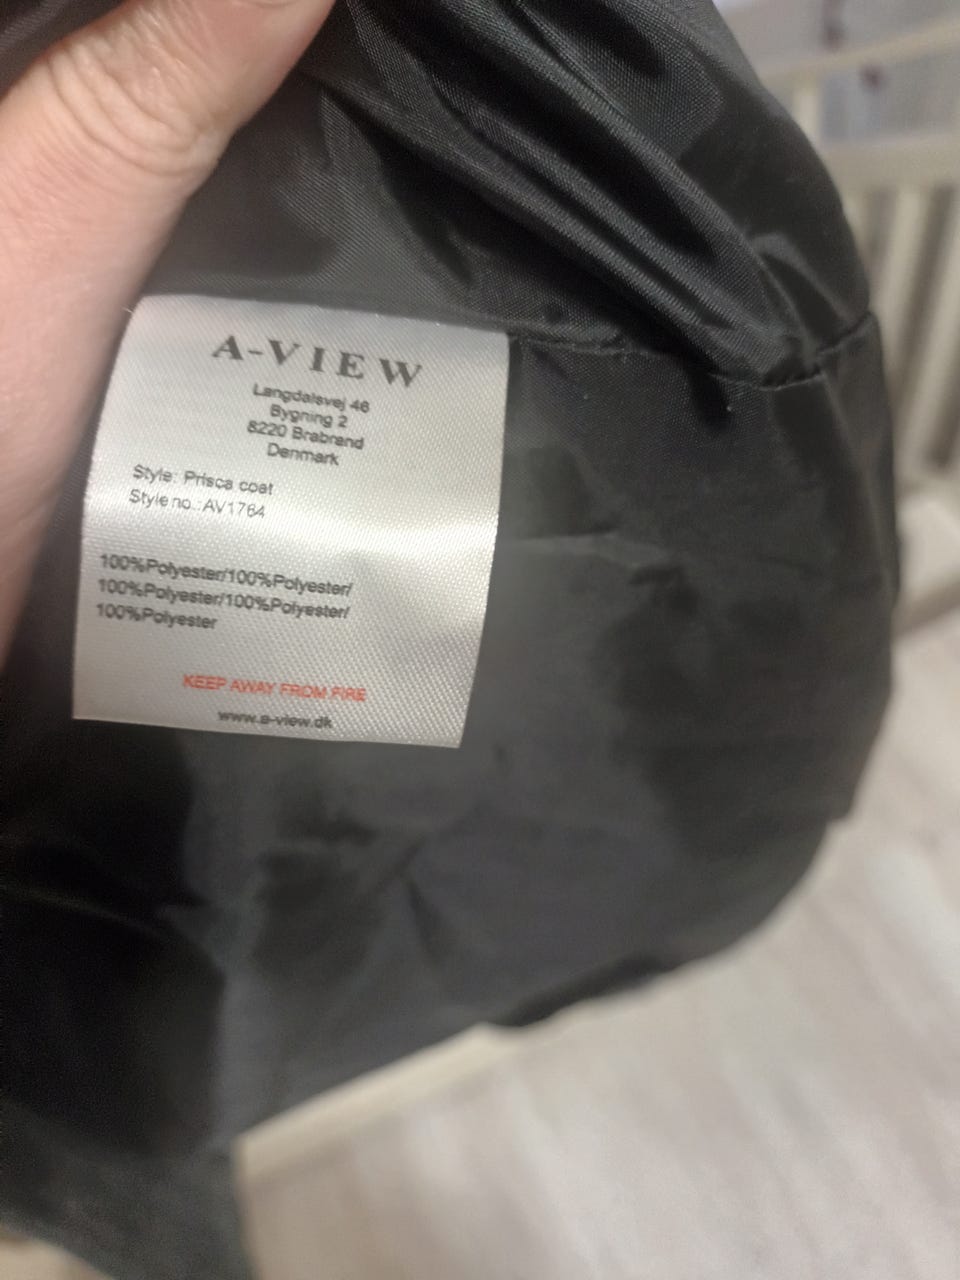 A-VIEW
Langdalsvej 46
Bygning 2
8220 Brabrand
Denmark
Style: Prisca coat
Style no.:AV1764
100%Polyester/100%Polyester/
100%Polyester/100%Polyester/
100%Polyester
KEEP AWAY FROM FIRE
www.a-view.dk